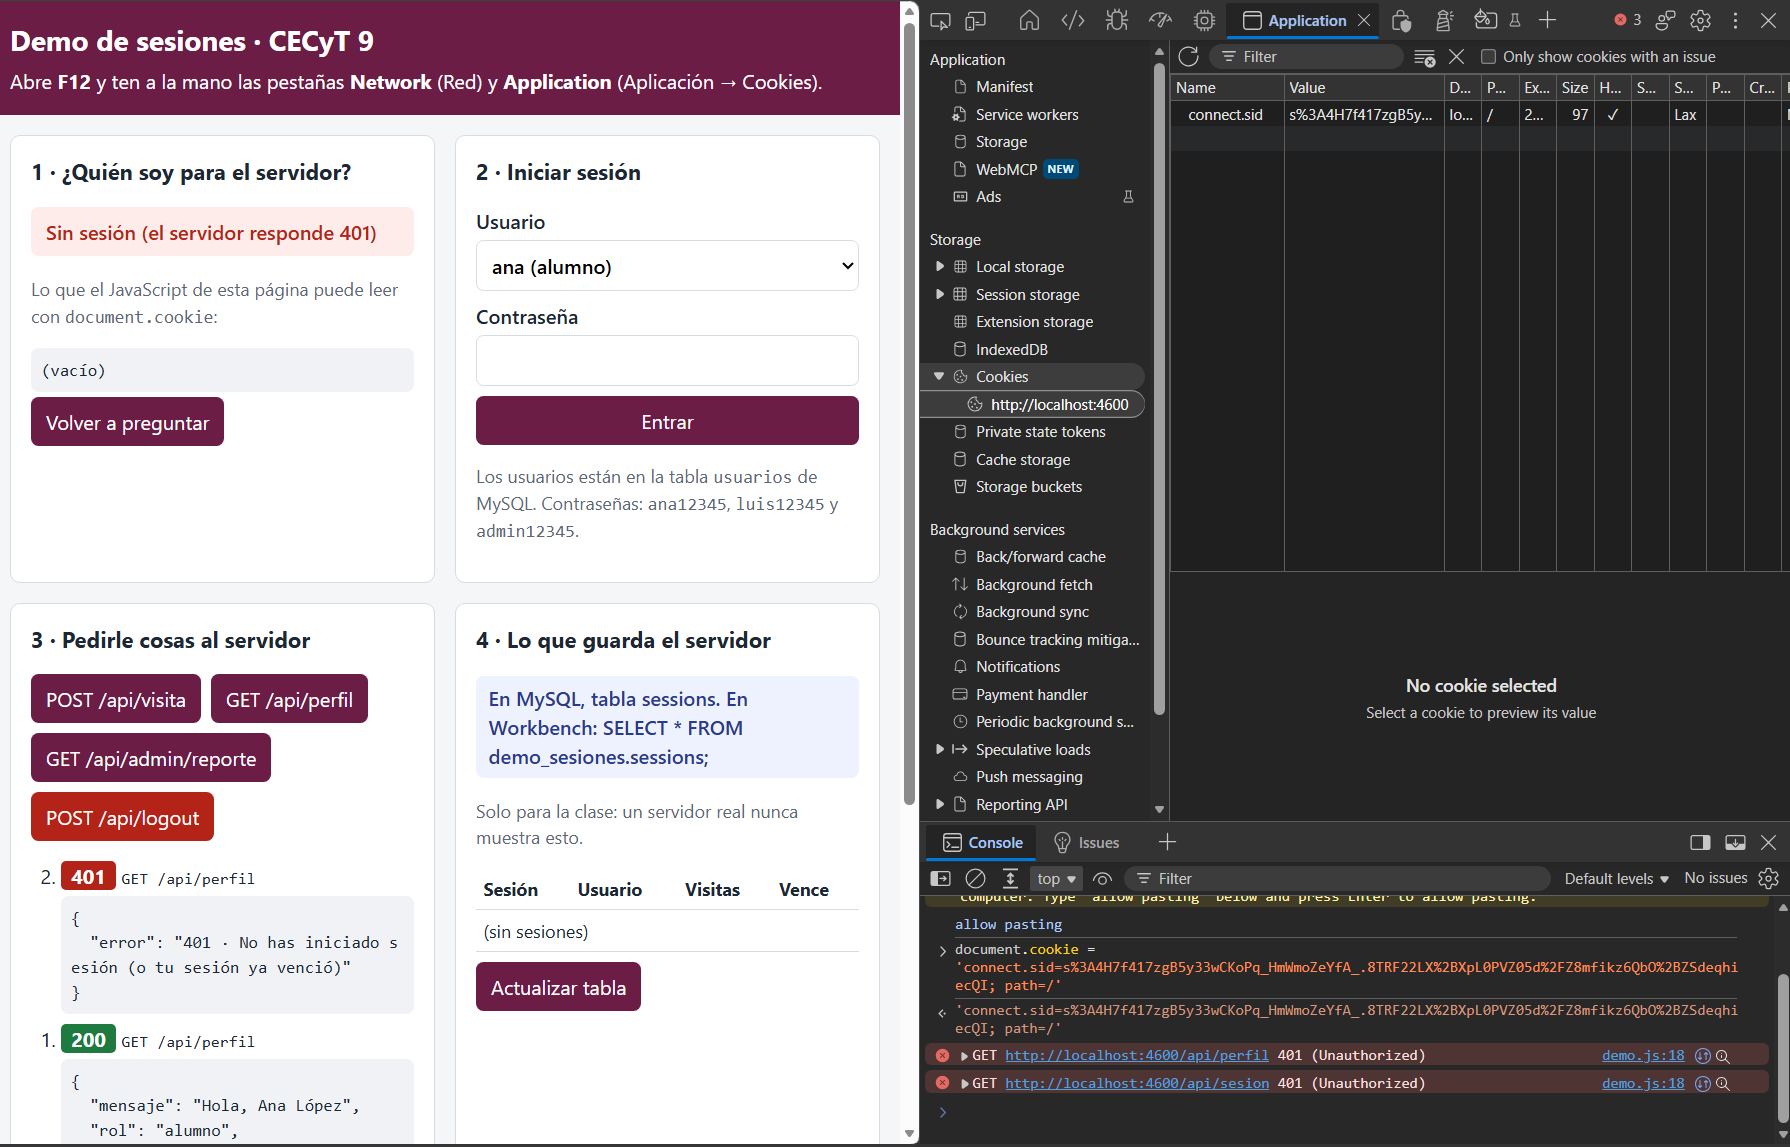 Demo de sesiones · CECyT 9
Abre F12 y ten a la mano las pestañas Network (Red) y Application (Aplicación → Cookies).
1 · ¿Quién soy para el servidor?
Sin sesión (el servidor responde 401)
Lo que el JavaScript de esta página puede leer
con document.cookie:
(vacío)
Volver a preguntar
2 · Iniciar sesión
Usuario
ana (alumno)
Contraseña
Entrar
Los usuarios están en la tabla usuarios de
MySQL. Contraseñas: ana12345, luis12345 y
admin12345.
3 · Pedirle cosas al servidor
POST /api/visita
GET /api/perfil
GET /api/admin/reporte
POST /api/logout
2. 401 GET /api/perfil
{
"error": "401 · No has iniciado s
esión (o tu sesión ya venció)"
}
1. 200 GET /api/perfil
{
"mensaje": "Hola, Ana López",
"rol": "alumno",
4 · Lo que guarda el servidor
En MySQL, tabla sessions. En
Workbench: SELECT * FROM
demo_sesiones.sessions;
Solo para la clase: un servidor real nunca
muestra esto.
Sesión Usuario Visitas Vence
(sin sesiones)
Actualizar tabla
Application
3
Application
Manifest
Service workers
Storage
WebMCP NEW
Ads
Storage
Local storage
Session storage
Extension storage
IndexedDB
Cookies
http://localhost:4600
Private state tokens
Cache storage
Storage buckets
Background services
Back/forward cache
Background fetch
Background sync
Bounce tracking mitiga...
Notifications
Payment handler
Periodic background s...
Speculative loads
Push messaging
Reporting API
Filter
Only show cookies with an issue
Name Value D... P... Ex... Size H... S... S... P... Cr...
connect.sid s%3A4H7f417zgB5y... lo... / 2... 97 ✓ Lax
No cookie selected
Select a cookie to preview its value
Console
Issues
top
Filter
Default levels
No issues
computer. Type 'allow pasting' below and press Enter to allow pasting.
allow pasting
document.cookie =
'connect.sid=s%3A4H7f417zgB5y33wCKoPq_HmWmoZeYfA_.8TRF22LX%2BXpL0PVZ05d%2FZ8mfikz6QbO%2BZSdeqhi
ecQI; path=/'
'connect.sid=s%3A4H7f417zgB5y33wCKoPq_HmWmoZeYfA_.8TRF22LX%2BXpL0PVZ05d%2FZ8mfikz6QbO%2BZSdeqhi
ecQI; path=/'
GET http://localhost:4600/api/perfil 401 (Unauthorized) demo.js:18
GET http://localhost:4600/api/sesion 401 (Unauthorized) demo.js:18